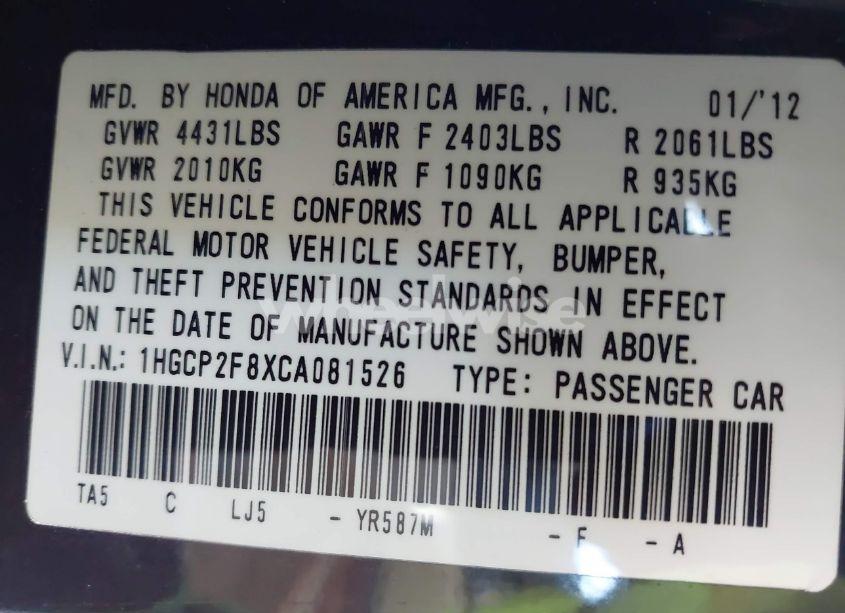 MFD. BY HONDA OF AMERICA MFG., INC. 01/'12
GVWR 4431LBS GAWR F 2403LBS R 2061LBS
GVWR 2010KG GAWR F 1090KG R 935KG
THIS VEHICLE CONFORMS TO ALL APPLICABLE
FEDERAL MOTOR VEHICLE SAFETY, BUMPER,
AND THEFT PREVENTION STANDARDS IN EFFECT
wheelwise
ON THE DATE OF MANUFACTURE SHOWN ABOVE.
V.I.N.: 1HGCP2F8XCA081526 TYPE: PASSENGER CAR
TA5 C LJ5 - YR587M - E - A